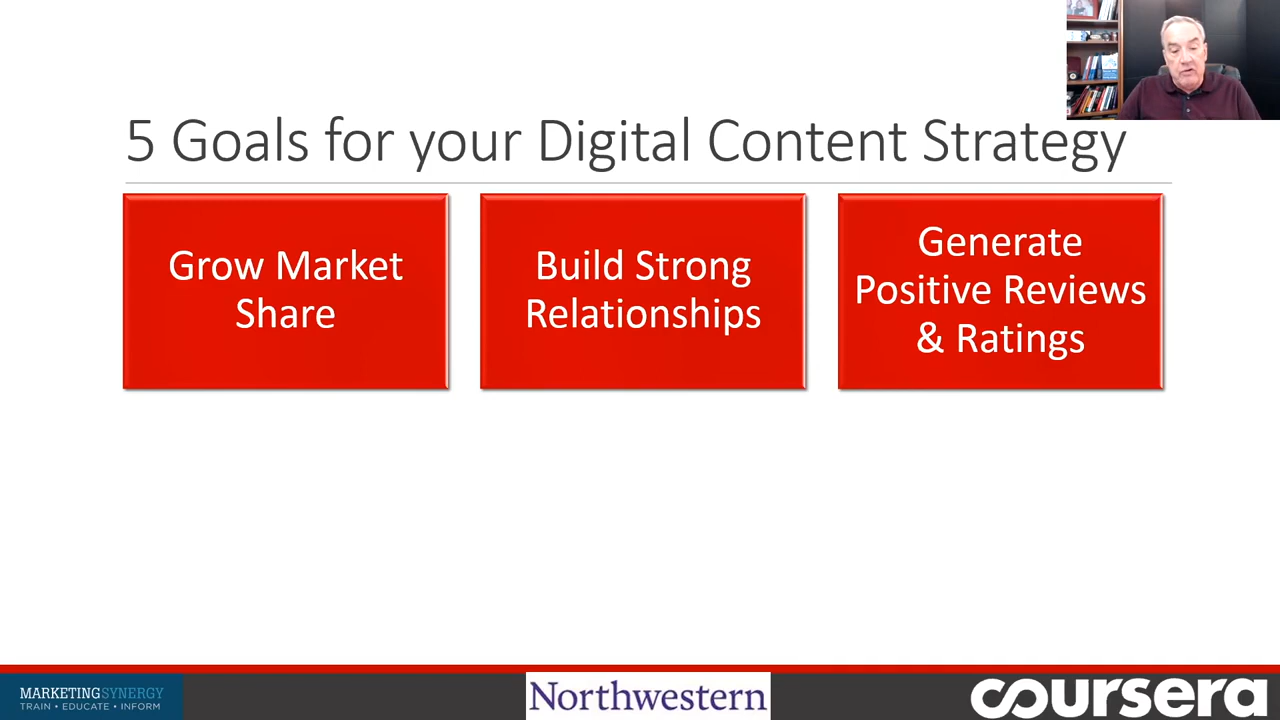 5 Goals for your Digital Content Strategy
Grow Market
Share
Build Strong
Relationships
Generate
Positive Reviews
& Ratings
MARKETINGSYNERGY
TRAIN • EDUCATE • INFORM
Northwestern
coursera